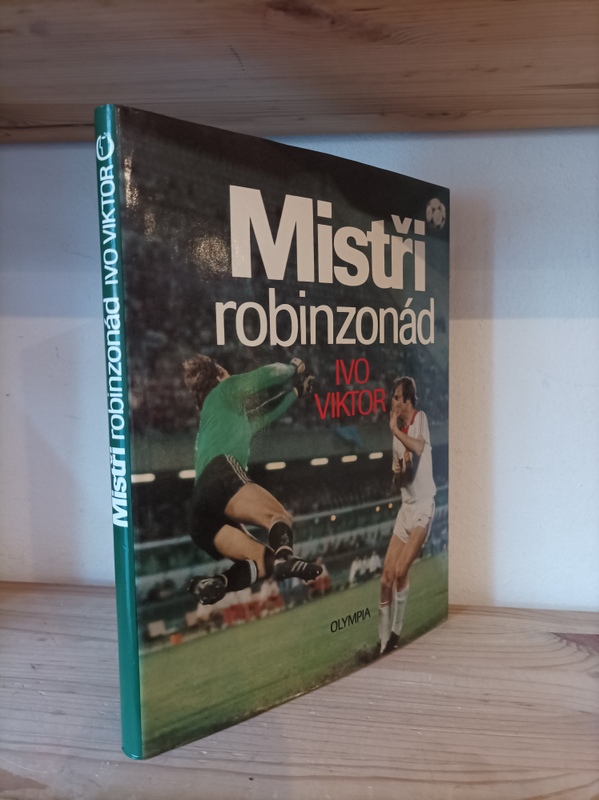 Mistři robinzonád IVO VIKTOR
Mistři
robinzonád
IVO
VIKTOR
OLYMPIA